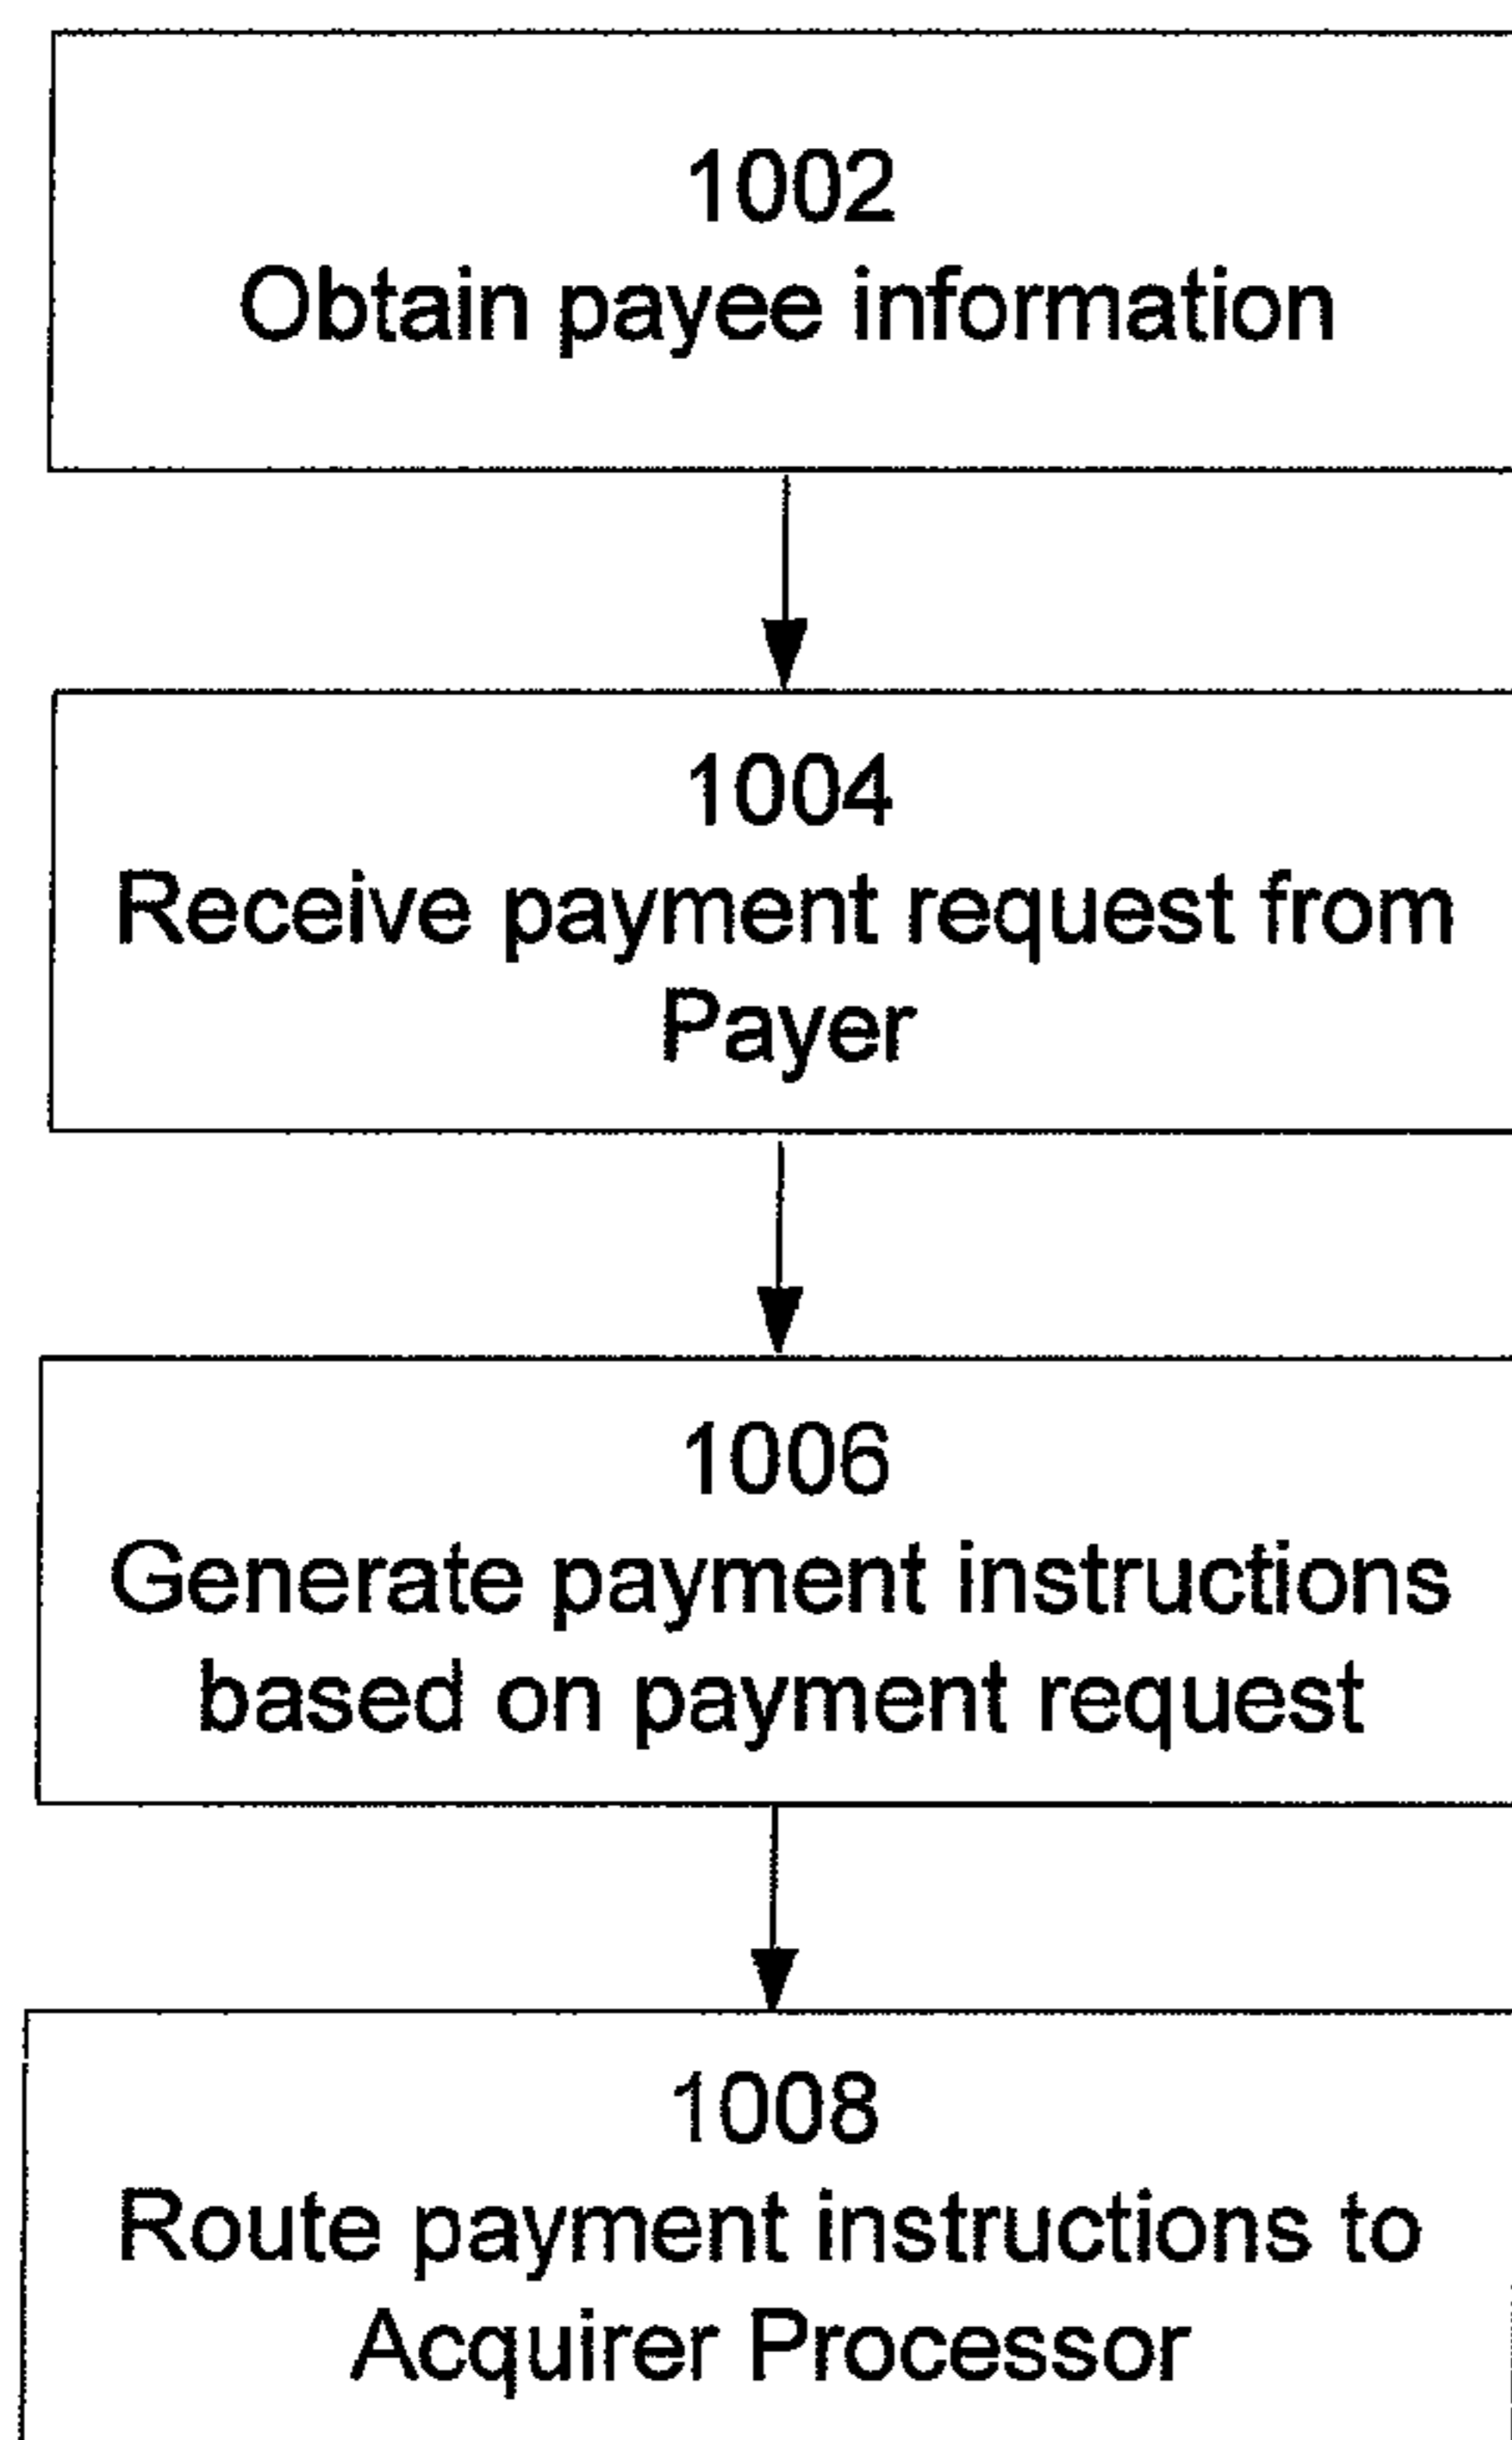 1002
Obtain payee information
1004
Receive payment request from
Payer
1006
Generate payment instructions
based on payment request
1008
Route payment instructions to
Acquirer Processor